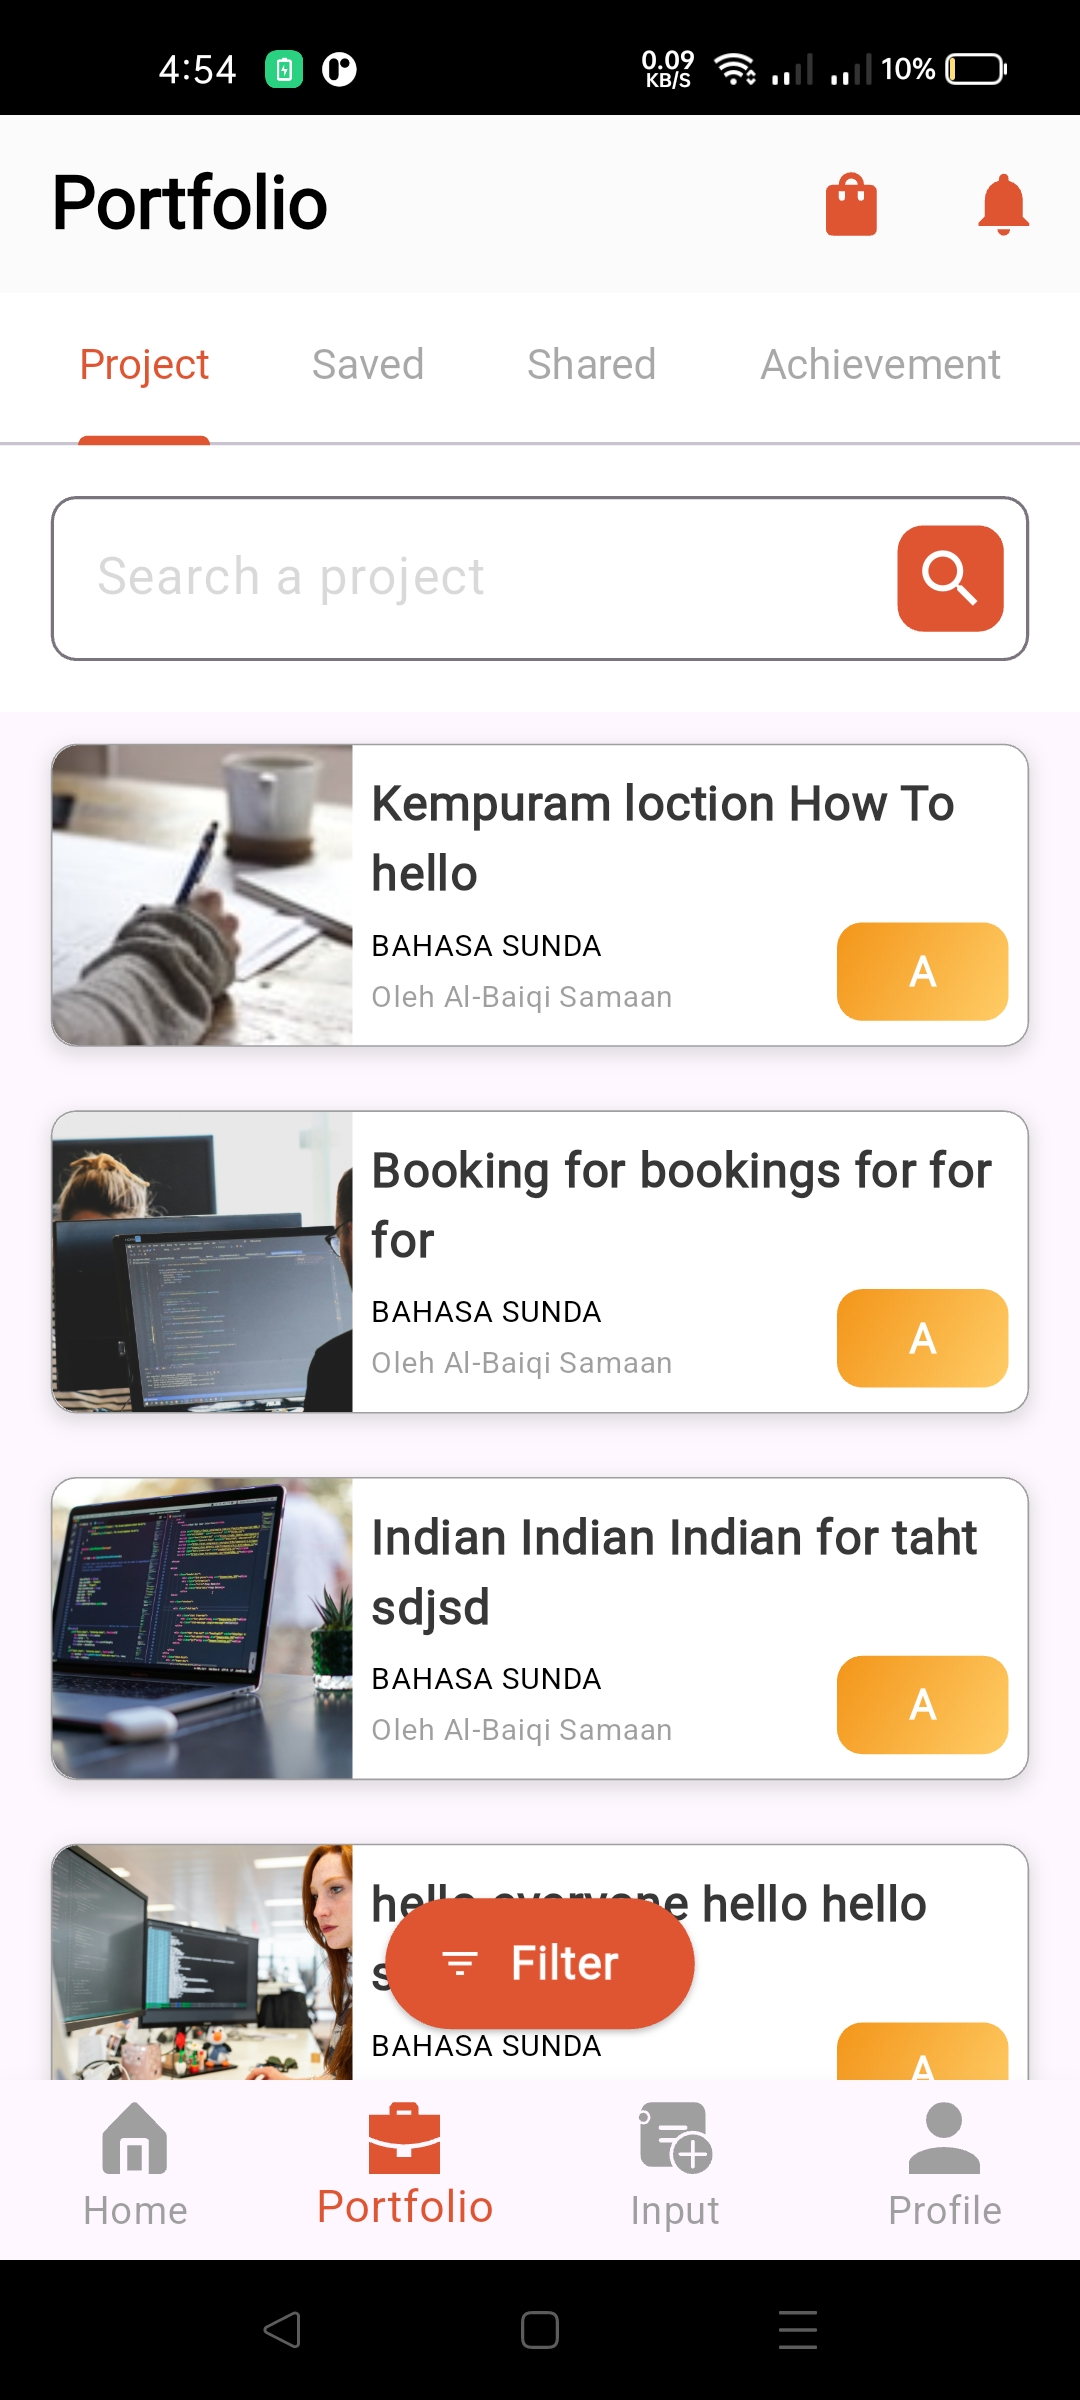 4:54
0.09
KB/S
10%
Portfolio
Project
Saved
Shared
Achievement
Search a project
Kempuram loction How To
hello
BAHASA SUNDA
Oleh Al-Baiqi Samaan
A
Booking for bookings for for
for
BAHASA SUNDA
Oleh Al-Baiqi Samaan
A
Indian Indian Indian for taht
sdjsd
BAHASA SUNDA
Oleh Al-Baiqi Samaan
A
hello everyone hello hello
Filter
BAHASA SUNDA
A
Home
Portfolio
Input
Profile